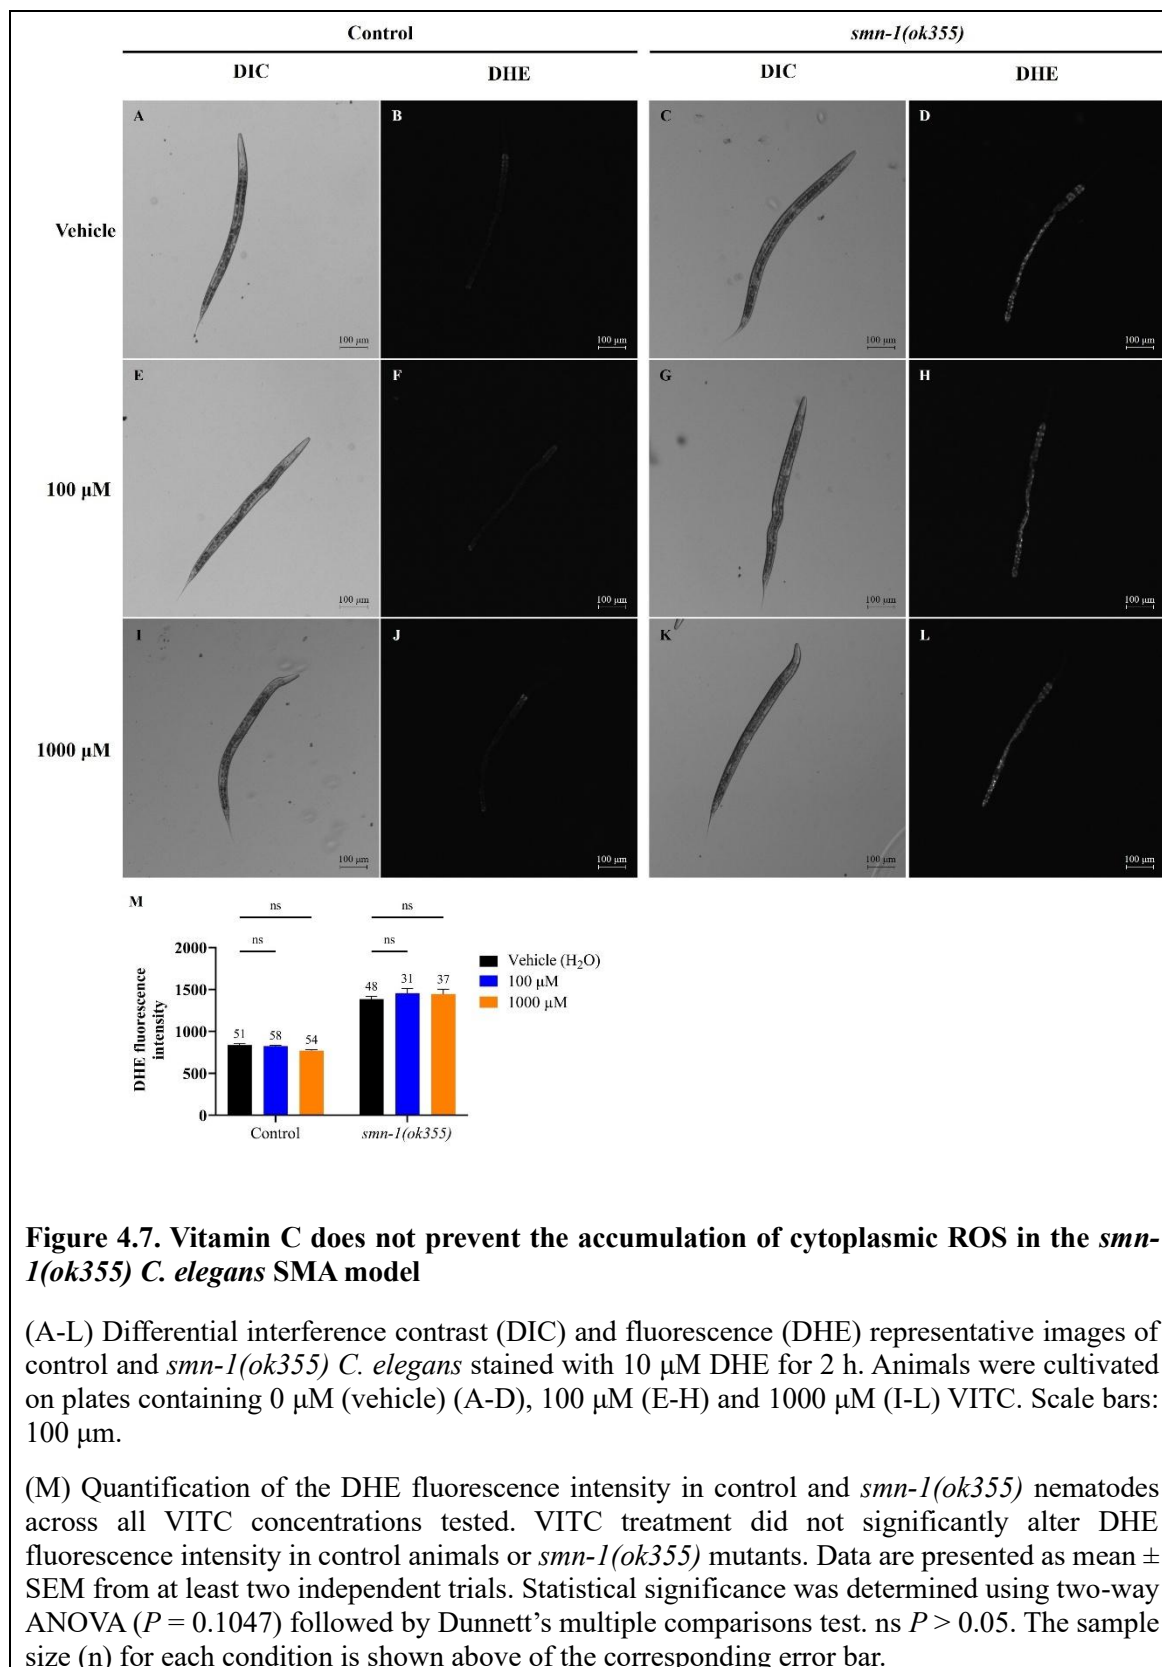 Control smn-1(ok355)
DIC DHE DIC DHE
A B C D
Vehicle
100 μm 100 μm 100 μm 100 μm
E F G H
100 μM
100 μm 100 μm 100 μm 100 μm
I J K L
1000 μM
100 μm 100 μm 100 μm 100 μm
M
ns ns
ns ns
2000
1500
1000
500
0
DHE fluorescence
intensity
51 58 54 48 31 37
Control smn-1(ok355)
Vehicle (H₂O)
100 μM
1000 μM
Figure 4.7. Vitamin C does not prevent the accumulation of cytoplasmic ROS in the smn-
1(ok355) C. elegans SMA model
(A-L) Differential interference contrast (DIC) and fluorescence (DHE) representative images of
control and smn-1(ok355) C. elegans stained with 10 μM DHE for 2 h. Animals were cultivated
on plates containing 0 μM (vehicle) (A-D), 100 μM (E-H) and 1000 μM (I-L) VITC. Scale bars:
100 μm.
(M) Quantification of the DHE fluorescence intensity in control and smn-1(ok355) nematodes
across all VITC concentrations tested. VITC treatment did not significantly alter DHE
fluorescence intensity in control animals or smn-1(ok355) mutants. Data are presented as mean ±
SEM from at least two independent trials. Statistical significance was determined using two-way
ANOVA (P = 0.1047) followed by Dunnett’s multiple comparisons test. ns P > 0.05. The sample
size (n) for each condition is shown above of the corresponding error bar.